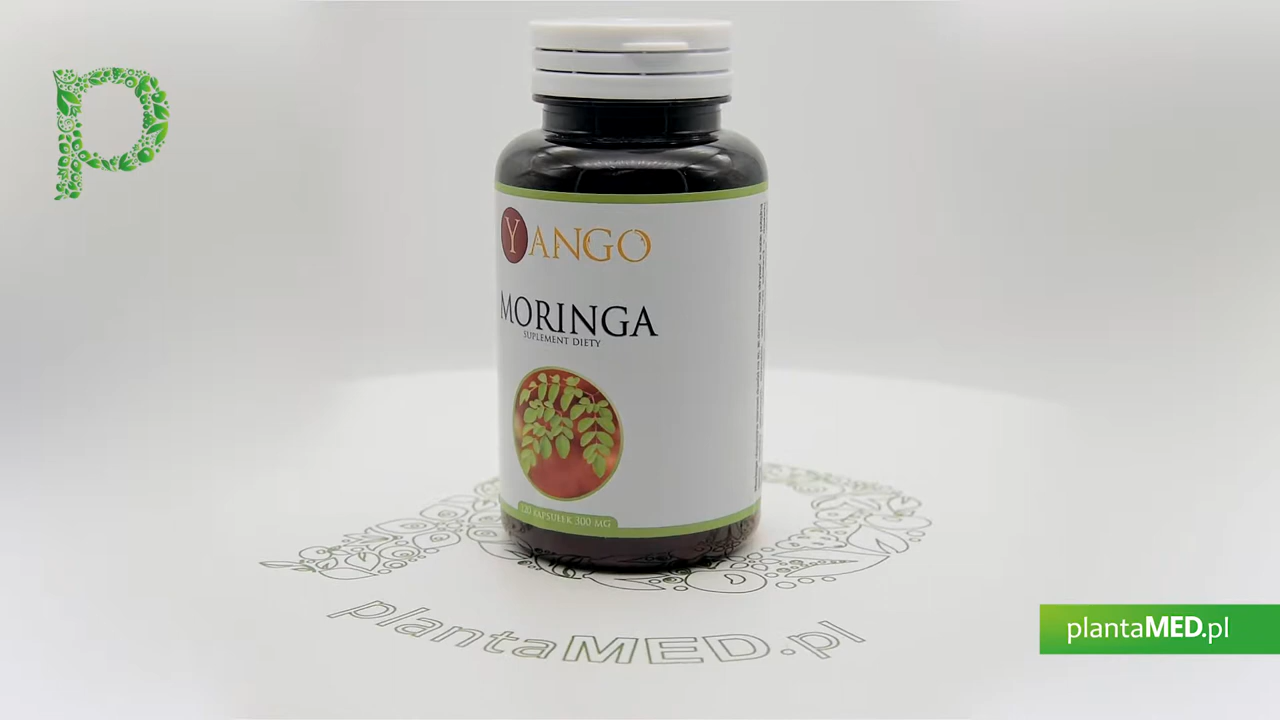 YANGO
MORINGA
SUPLEMENT DIETY
120 KAPSUŁEK 300 MG
plantaMED.pl
plantaMED.pl